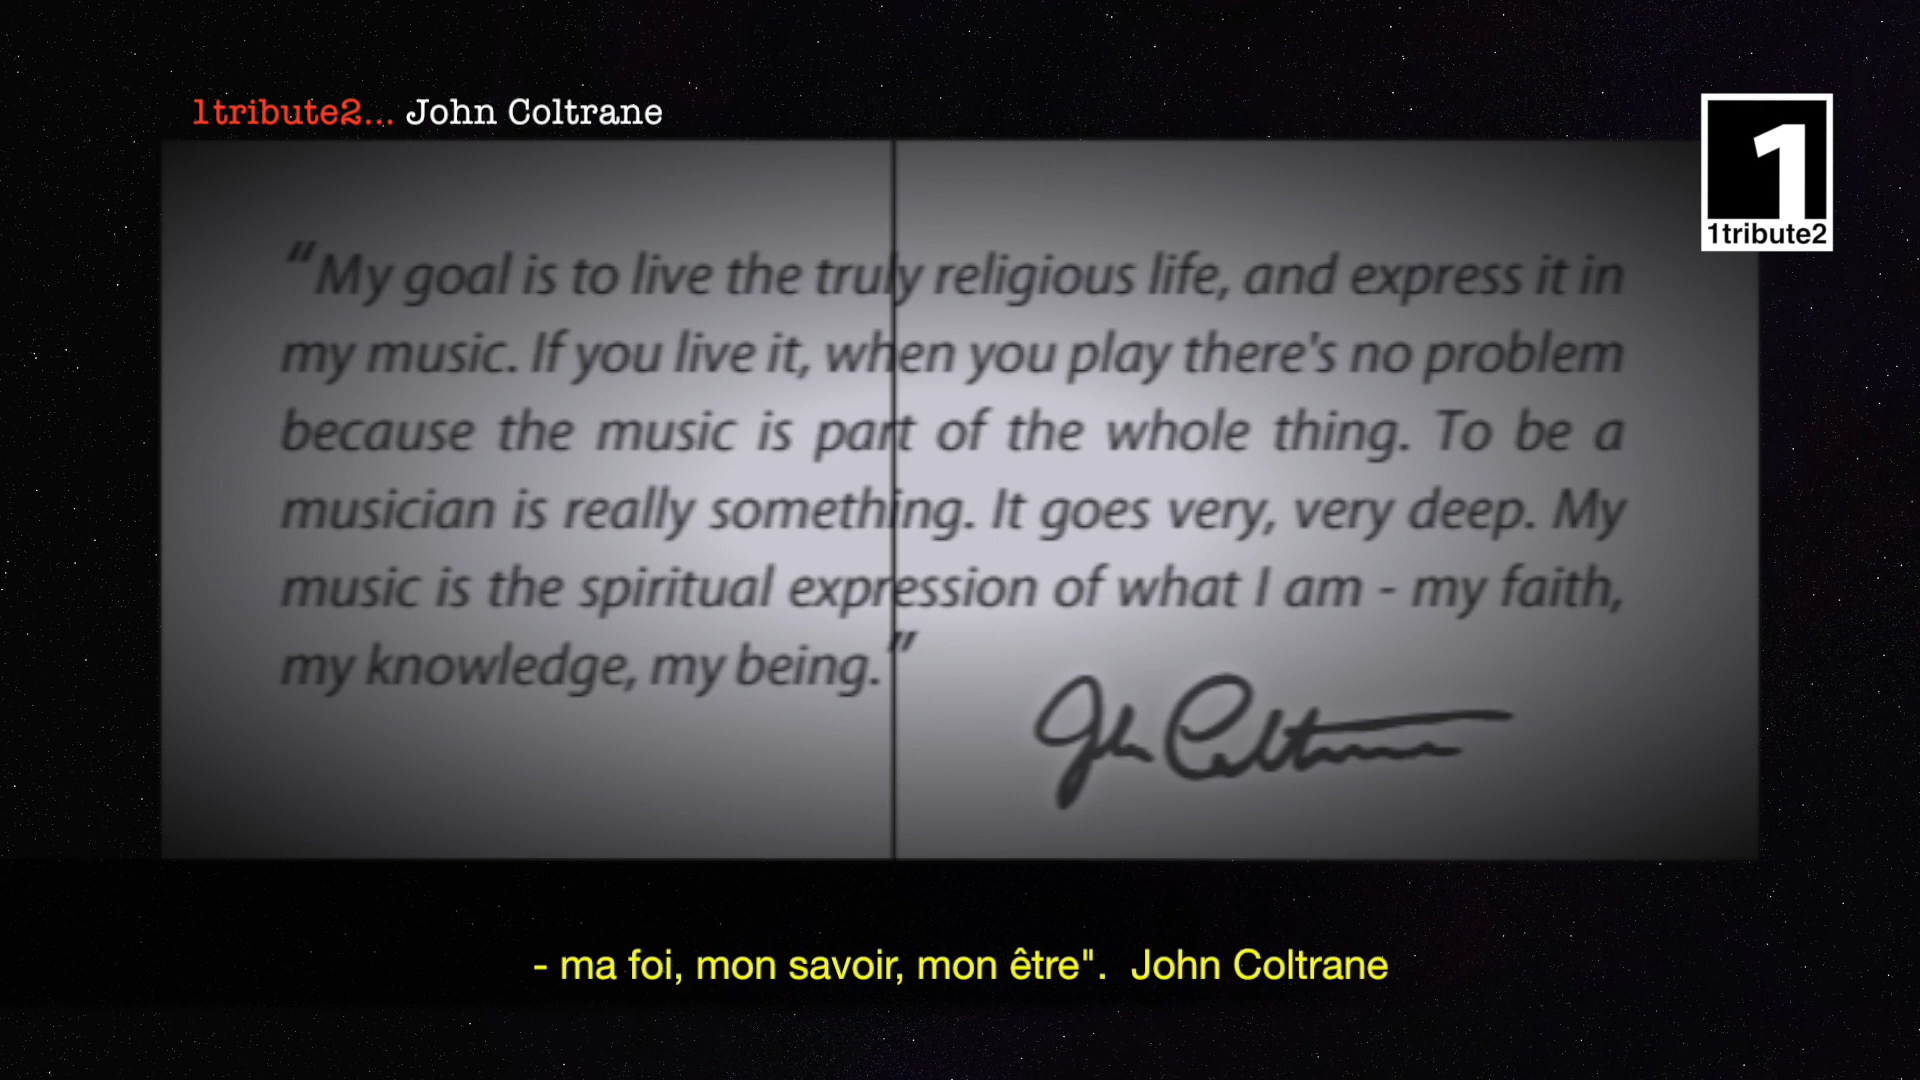 1tribute2... John Coltrane
1
1tribute2
“My goal is to live the truly religious life, and express it in
my music. If you live it, when you play there's no problem
because the music is part of the whole thing. To be a
musician is really something. It goes very, very deep. My
music is the spiritual expression of what I am - my faith,
my knowledge, my being.”
John Coltrane
- ma foi, mon savoir, mon être".  John Coltrane